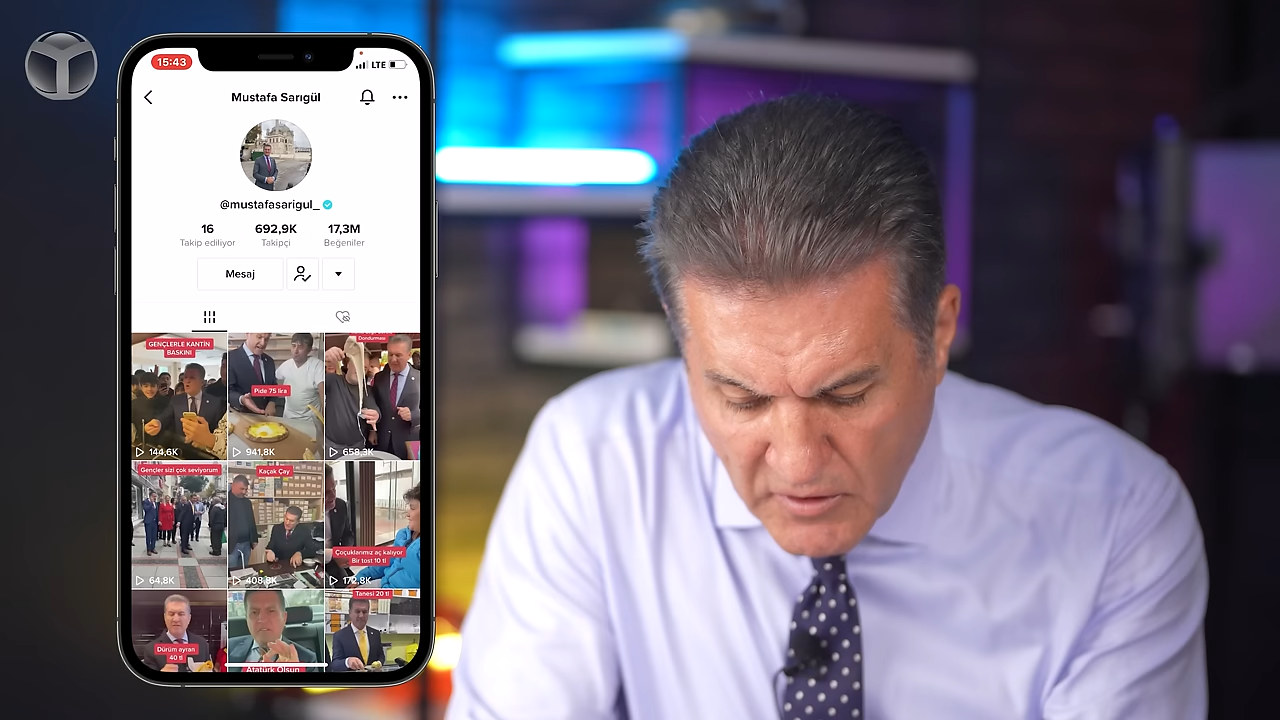 15:43
LTE
Mustafa Sarıgül
@mustafasarigul_
16
692,9K
17,3M
Takip ediliyor
Takipçi
Beğeniler
Mesaj
GENÇLERLE KANTİN
BASKINI
144,6K
Pide 75 lira
941,8K
Dondurması
658,3K
Gençler sizi çok seviyorum
64,8K
Kaçak Çay
408,8K
Çocuklarımız aç kalıyor
Bir tost 10 tl
172,8K
Dürüm ayran
40 tl
Atatürk Olsun
Tanesi 20 tl